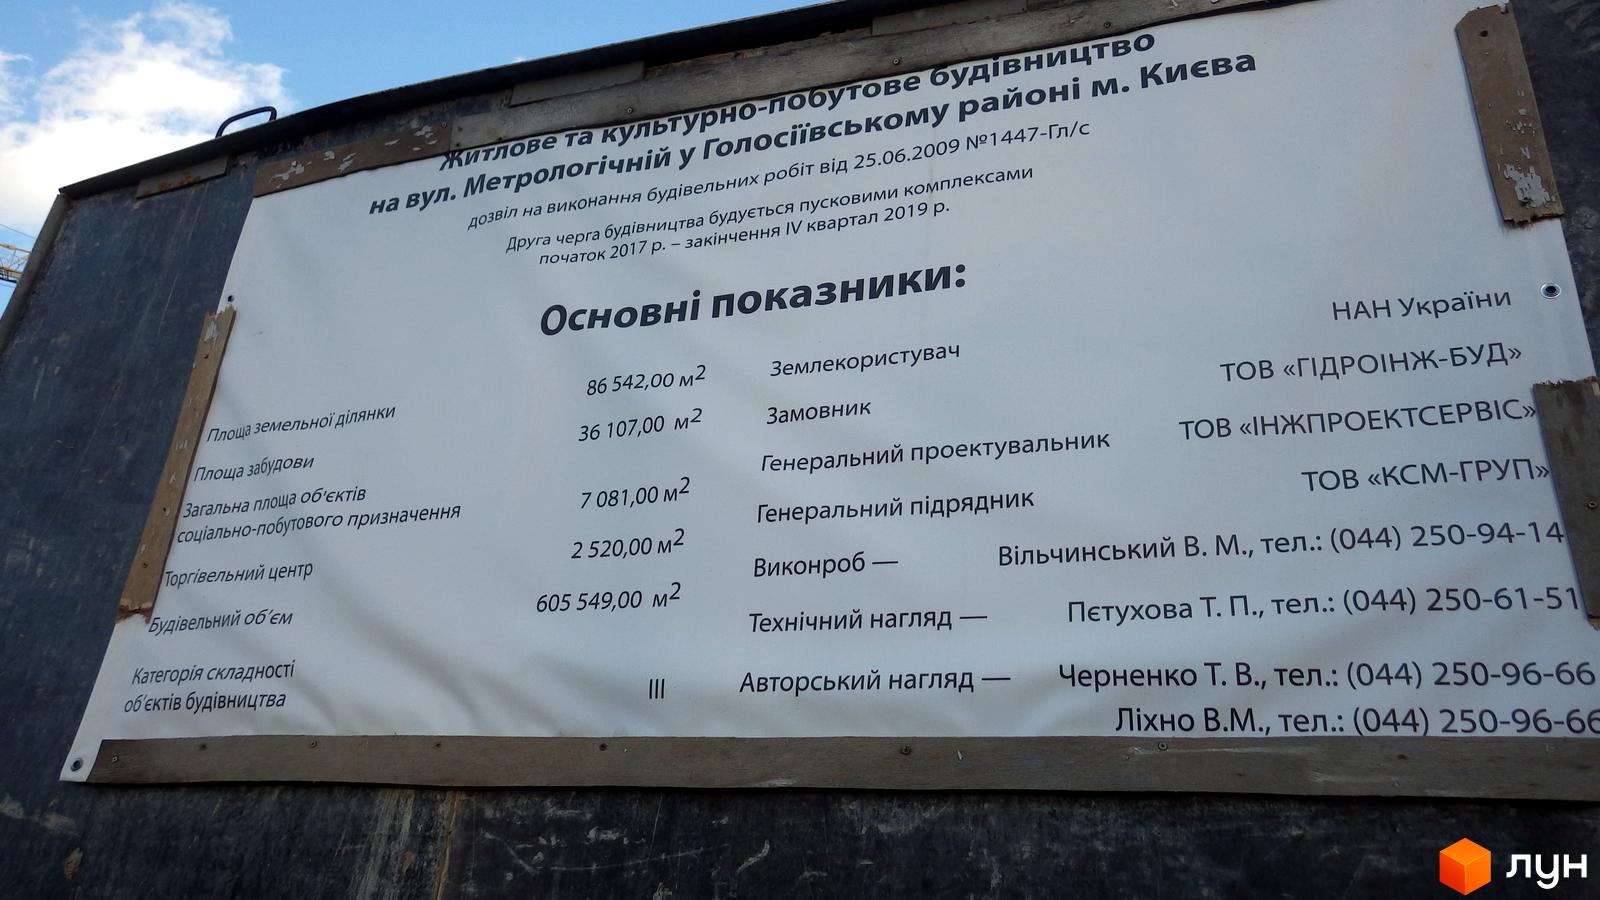 Житлове та культурно-побутове будівництво
на вул. Метрологічній у Голосіївському районі м. Києва
дозвіл на виконання будівельних робіт від 25.06.2009 №1447-Гл/с
Друга черга будівництва будується пусковими комплексами
початок 2017 р. – закінчення IV квартал 2019 р.
Основні показники:
Площа земельної ділянки 86 542,00 м2
Площа забудови 36 107,00 м2
Загальна площа об'єктів
соціально-побутового призначення 7 081,00 м2
Торгівельний центр 2 520,00 м2
Будівельний об'єм 605 549,00 м2
Категорія складності
об'єктів будівництва III
Землекористувач НАН України
Замовник ТОВ «ГІДРОІНЖ-БУД»
Генеральний проектувальник ТОВ «ІНЖПРОЕКТСЕРВІС»
Генеральний підрядник ТОВ «КСМ-ГРУП»
Виконроб — Вільчинський В. М., тел.: (044) 250-94-14
Технічний нагляд — Пєтухова Т. П., тел.: (044) 250-61-51
Авторський нагляд — Черненко Т. В., тел.: (044) 250-96-66
Ліхно В.М., тел.: (044) 250-96-66
лун